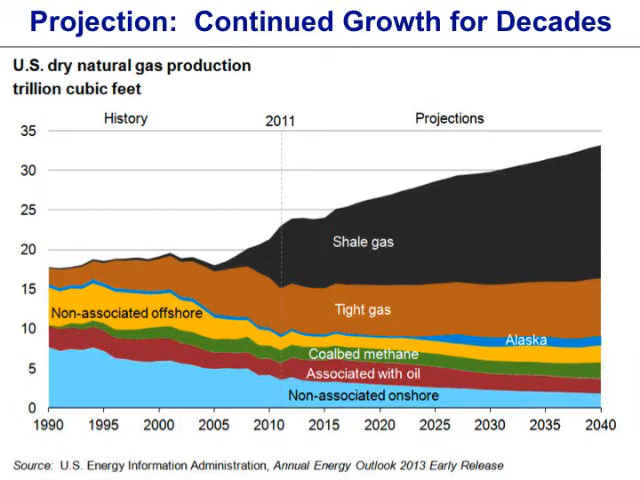 Projection: Continued Growth for Decades
U.S. dry natural gas production
trillion cubic feet
History
2011
Projections
35
30
25
20
15
10
5
0
Shale gas
Tight gas
Non-associated offshore
Alaska
Coalbed methane
Associated with oil
Non-associated onshore
1990 1995 2000 2005 2010 2015 2020 2025 2030 2035 2040
Source: U.S. Energy Information Administration, Annual Energy Outlook 2013 Early Release